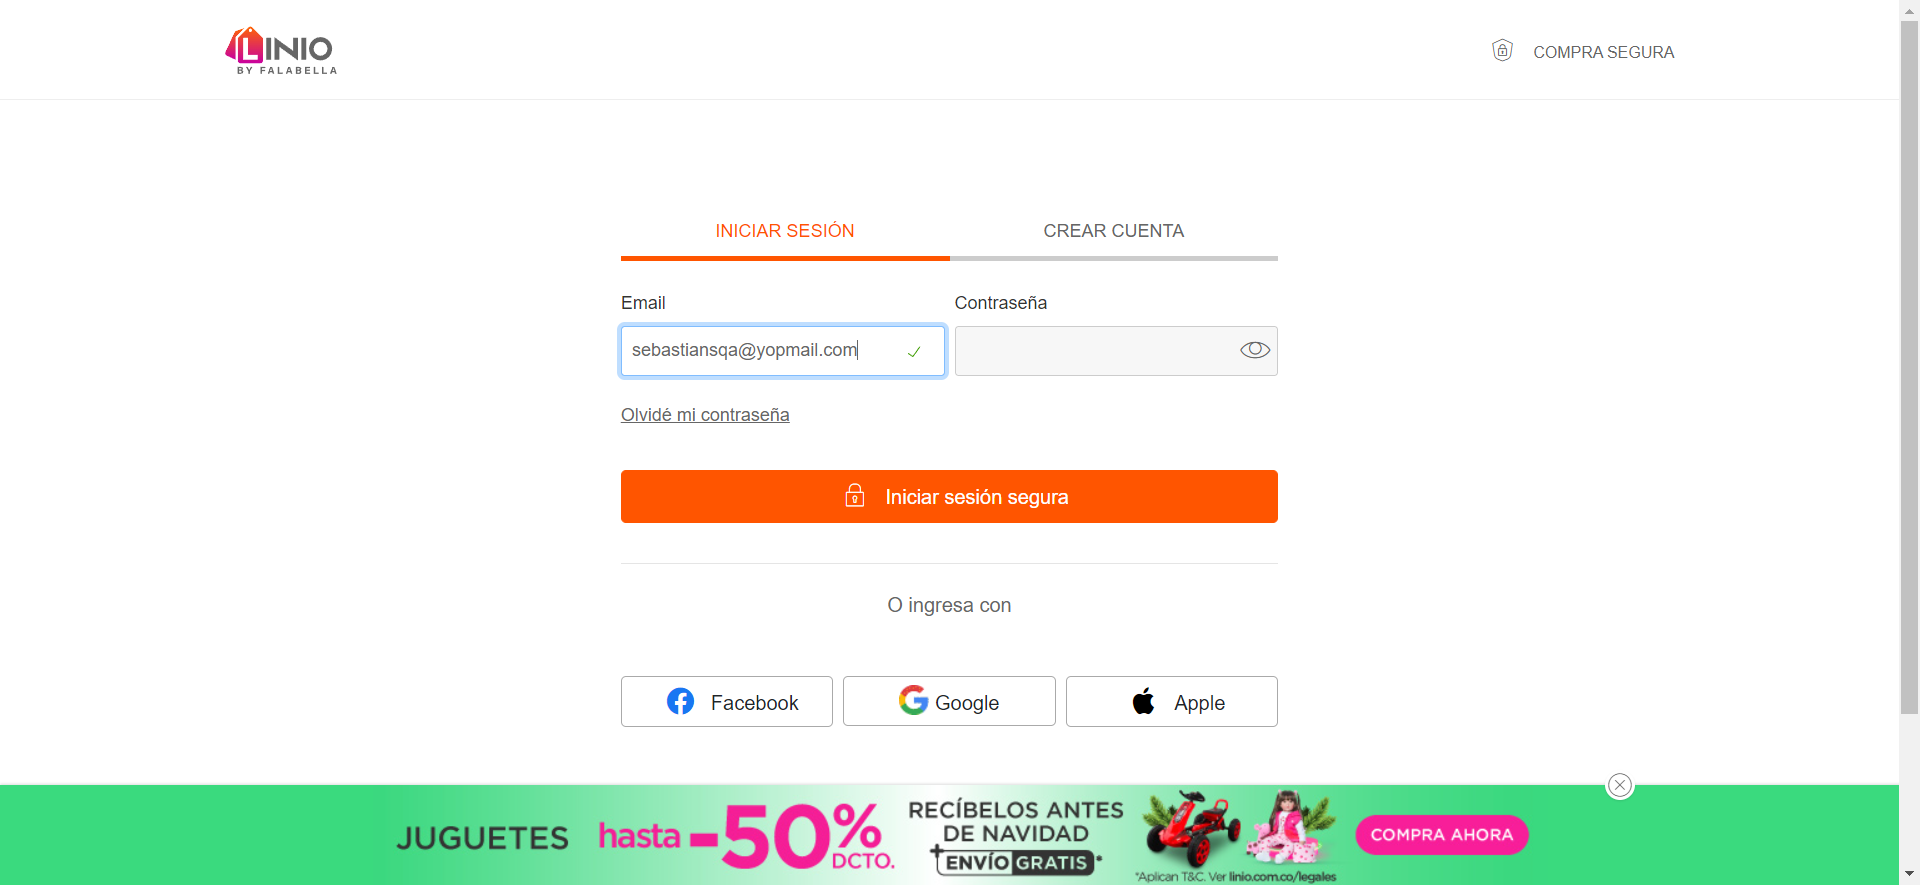 LINIO
BY FALABELLA
COMPRA SEGURA
INICIAR SESIÓN
CREAR CUENTA
Email
Contraseña
sebastiansqa@yopmail.com
Olvidé mi contraseña
Iniciar sesión segura
O ingresa con
Facebook
Google
Apple
JUGUETES
hasta -50% DCTO.
RECÍBELOS ANTES
DE NAVIDAD
+ENVÍO GRATIS*
*Aplican T&C. Ver linio.com.co/legales
COMPRA AHORA